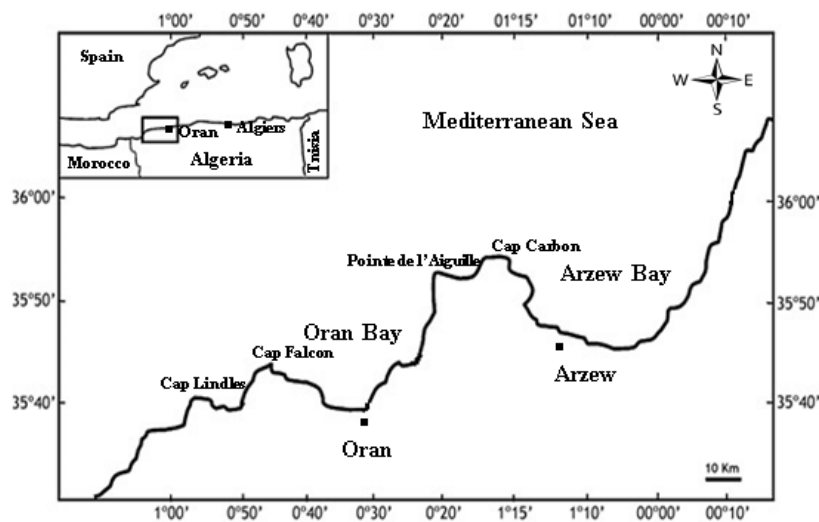 1°00’ 0°50’ 0°40’ 0°30’ 0°20’ 01°15’ 01°10’ 00°00’ 00°10’
Spain
N
W E
S
Oran Algiers
Mediterranean Sea
Morocco Algeria Tnisia
36°00’ 36°00’
Cap Carbon
Pointe de l’Aiguille
Arzew Bay
35°50’ 35°50’
Oran Bay
Cap Falcon
Arzew
Cap Lindles
35°40’ 35°40’
Oran
10 Km
1°00’ 0°50’ 0°40’ 0°30’ 0°20’ 01°15’ 01°10’ 00°00’ 00°10’